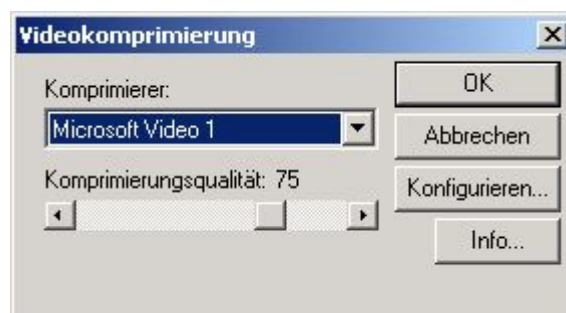 Videokomprimierung
Komprimierer:
Microsoft Video 1
Komprimierungsqualität: 75
OK
Abbrechen
Konfigurieren...
Info...